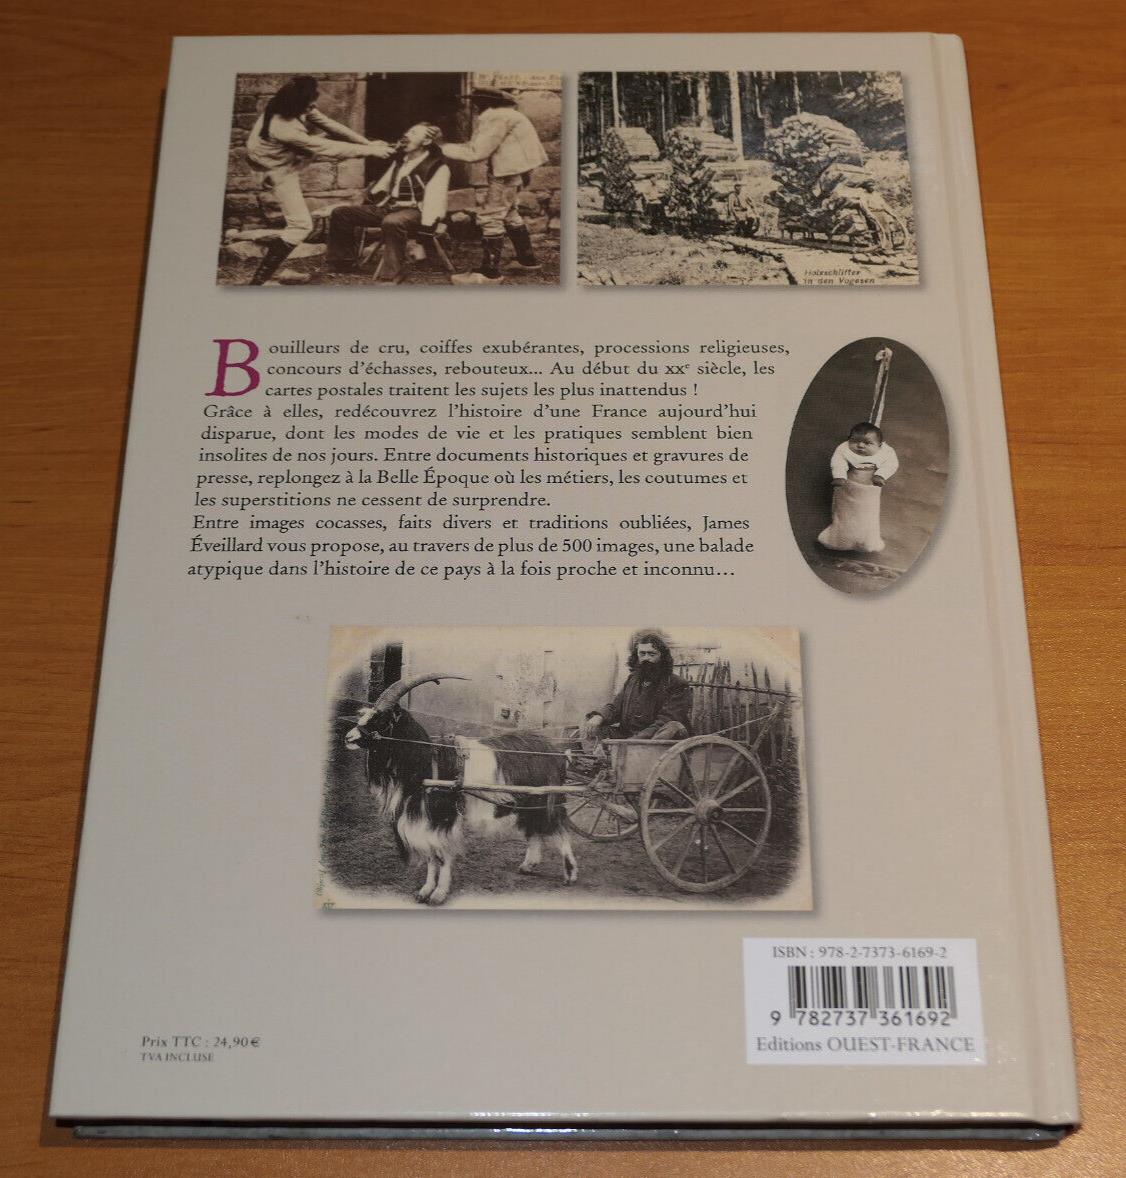 Holzschlitter
in den Vogesen
Bouilleurs de cru, coiffes exubérantes, processions religieuses,
concours d'échasses, rebouteux... Au début du XXe siècle, les
cartes postales traitent les sujets les plus inattendus !
Grâce à elles, redécouvrez l'histoire d'une France aujourd'hui
disparue, dont les modes de vie et les pratiques semblent bien
insolites de nos jours. Entre documents historiques et gravures de
presse, replongez à la Belle Époque où les métiers, les coutumes et
les superstitions ne cessent de surprendre.
Entre images cocasses, faits divers et traditions oubliées, James
Éveillard vous propose, au travers de plus de 500 images, une balade
atypique dans l'histoire de ce pays à la fois proche et inconnu...
ISBN : 978-2-7373-6169-2
9 782737 361692
Editions OUEST-FRANCE
Prix TTC : 24,90 €
TVA INCLUSE